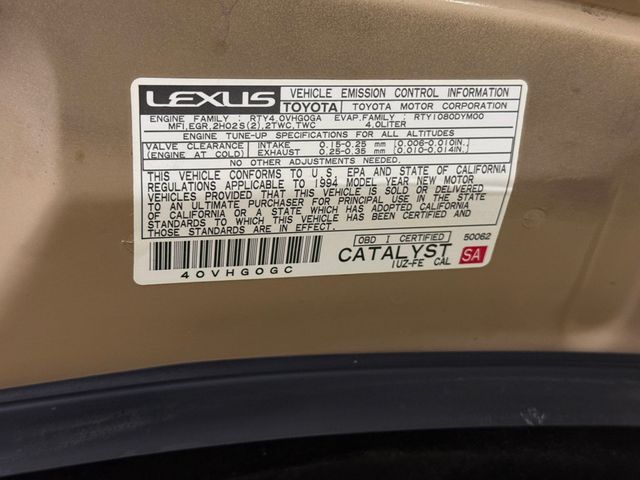 LEXUS VEHICLE EMISSION CONTROL INFORMATION
TOYOTA TOYOTA MOTOR CORPORATION
ENGINE FAMILY : RTY4.0VHG0GA EVAP.FAMILY : RTY1080DYM00
MFI,EGR,2HO2S(2),2TWC,TWC 4.0LITER
ENGINE TUNE-UP SPECIFICATIONS FOR ALL ALTITUDES
VALVE CLEARANCE INTAKE 0.15-0.25 mm (0.006-0.010in.)
(ENGINE AT COLD) EXHAUST 0.25-0.35 mm (0.010-0.014in.)
NO OTHER ADJUSTMENTS NEEDED.
THIS VEHICLE CONFORMS TO U.S. EPA AND STATE OF CALIFORNIA
REGULATIONS APPLICABLE TO 1994 MODEL YEAR NEW MOTOR
VEHICLES PROVIDED THAT THIS VEHICLE IS SOLD OR DELIVERED
TO AN ULTIMATE PURCHASER FOR PRINCIPAL USE IN THE STATE
OF CALIFORNIA OR A STATE WHICH HAS ADOPTED CALIFORNIA
STANDARDS TO WHICH THIS VEHICLE HAS BEEN CERTIFIED AND
THOSE STANDARDS ARE IN EFFECT.
OBD I CERTIFIED 50062
CATALYST SA
1UZ-FE CAL
4OVHG0GC